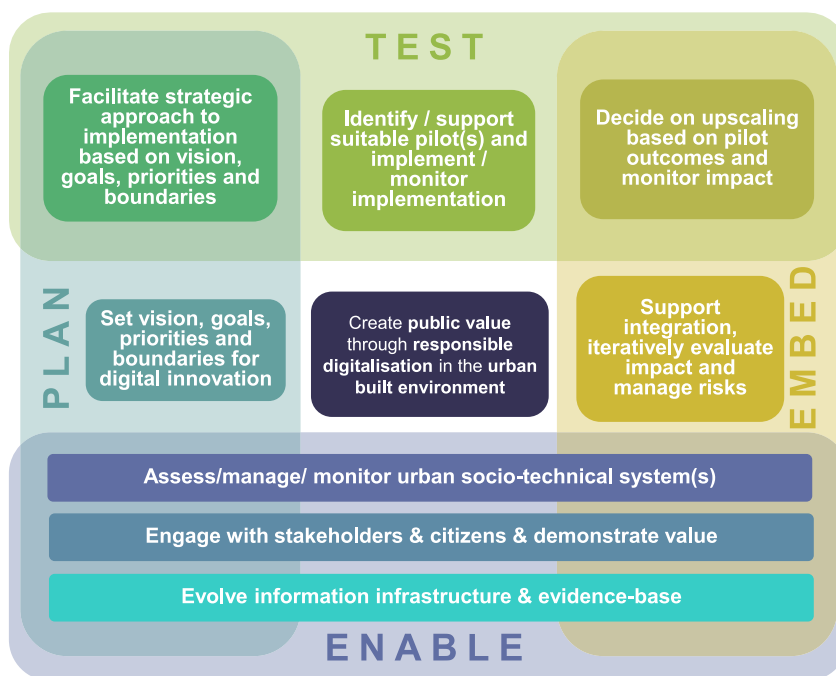 TEST
Facilitate strategic
approach to
implementation
based on vision,
goals, priorities and
boundaries
Identify / support
suitable pilot(s) and
implement /
monitor
implementation
Decide on upscaling
based on pilot
outcomes and
monitor impact
PLAN
Set vision, goals,
priorities and
boundaries for
digital innovation
Create public value
through responsible
digitalisation in the urban
built environment
Support
integration,
iteratively evaluate
impact and
manage risks
EMBED
Assess/manage/ monitor urban socio-technical system(s)
Engage with stakeholders & citizens & demonstrate value
Evolve information infrastructure & evidence-base
ENABLE